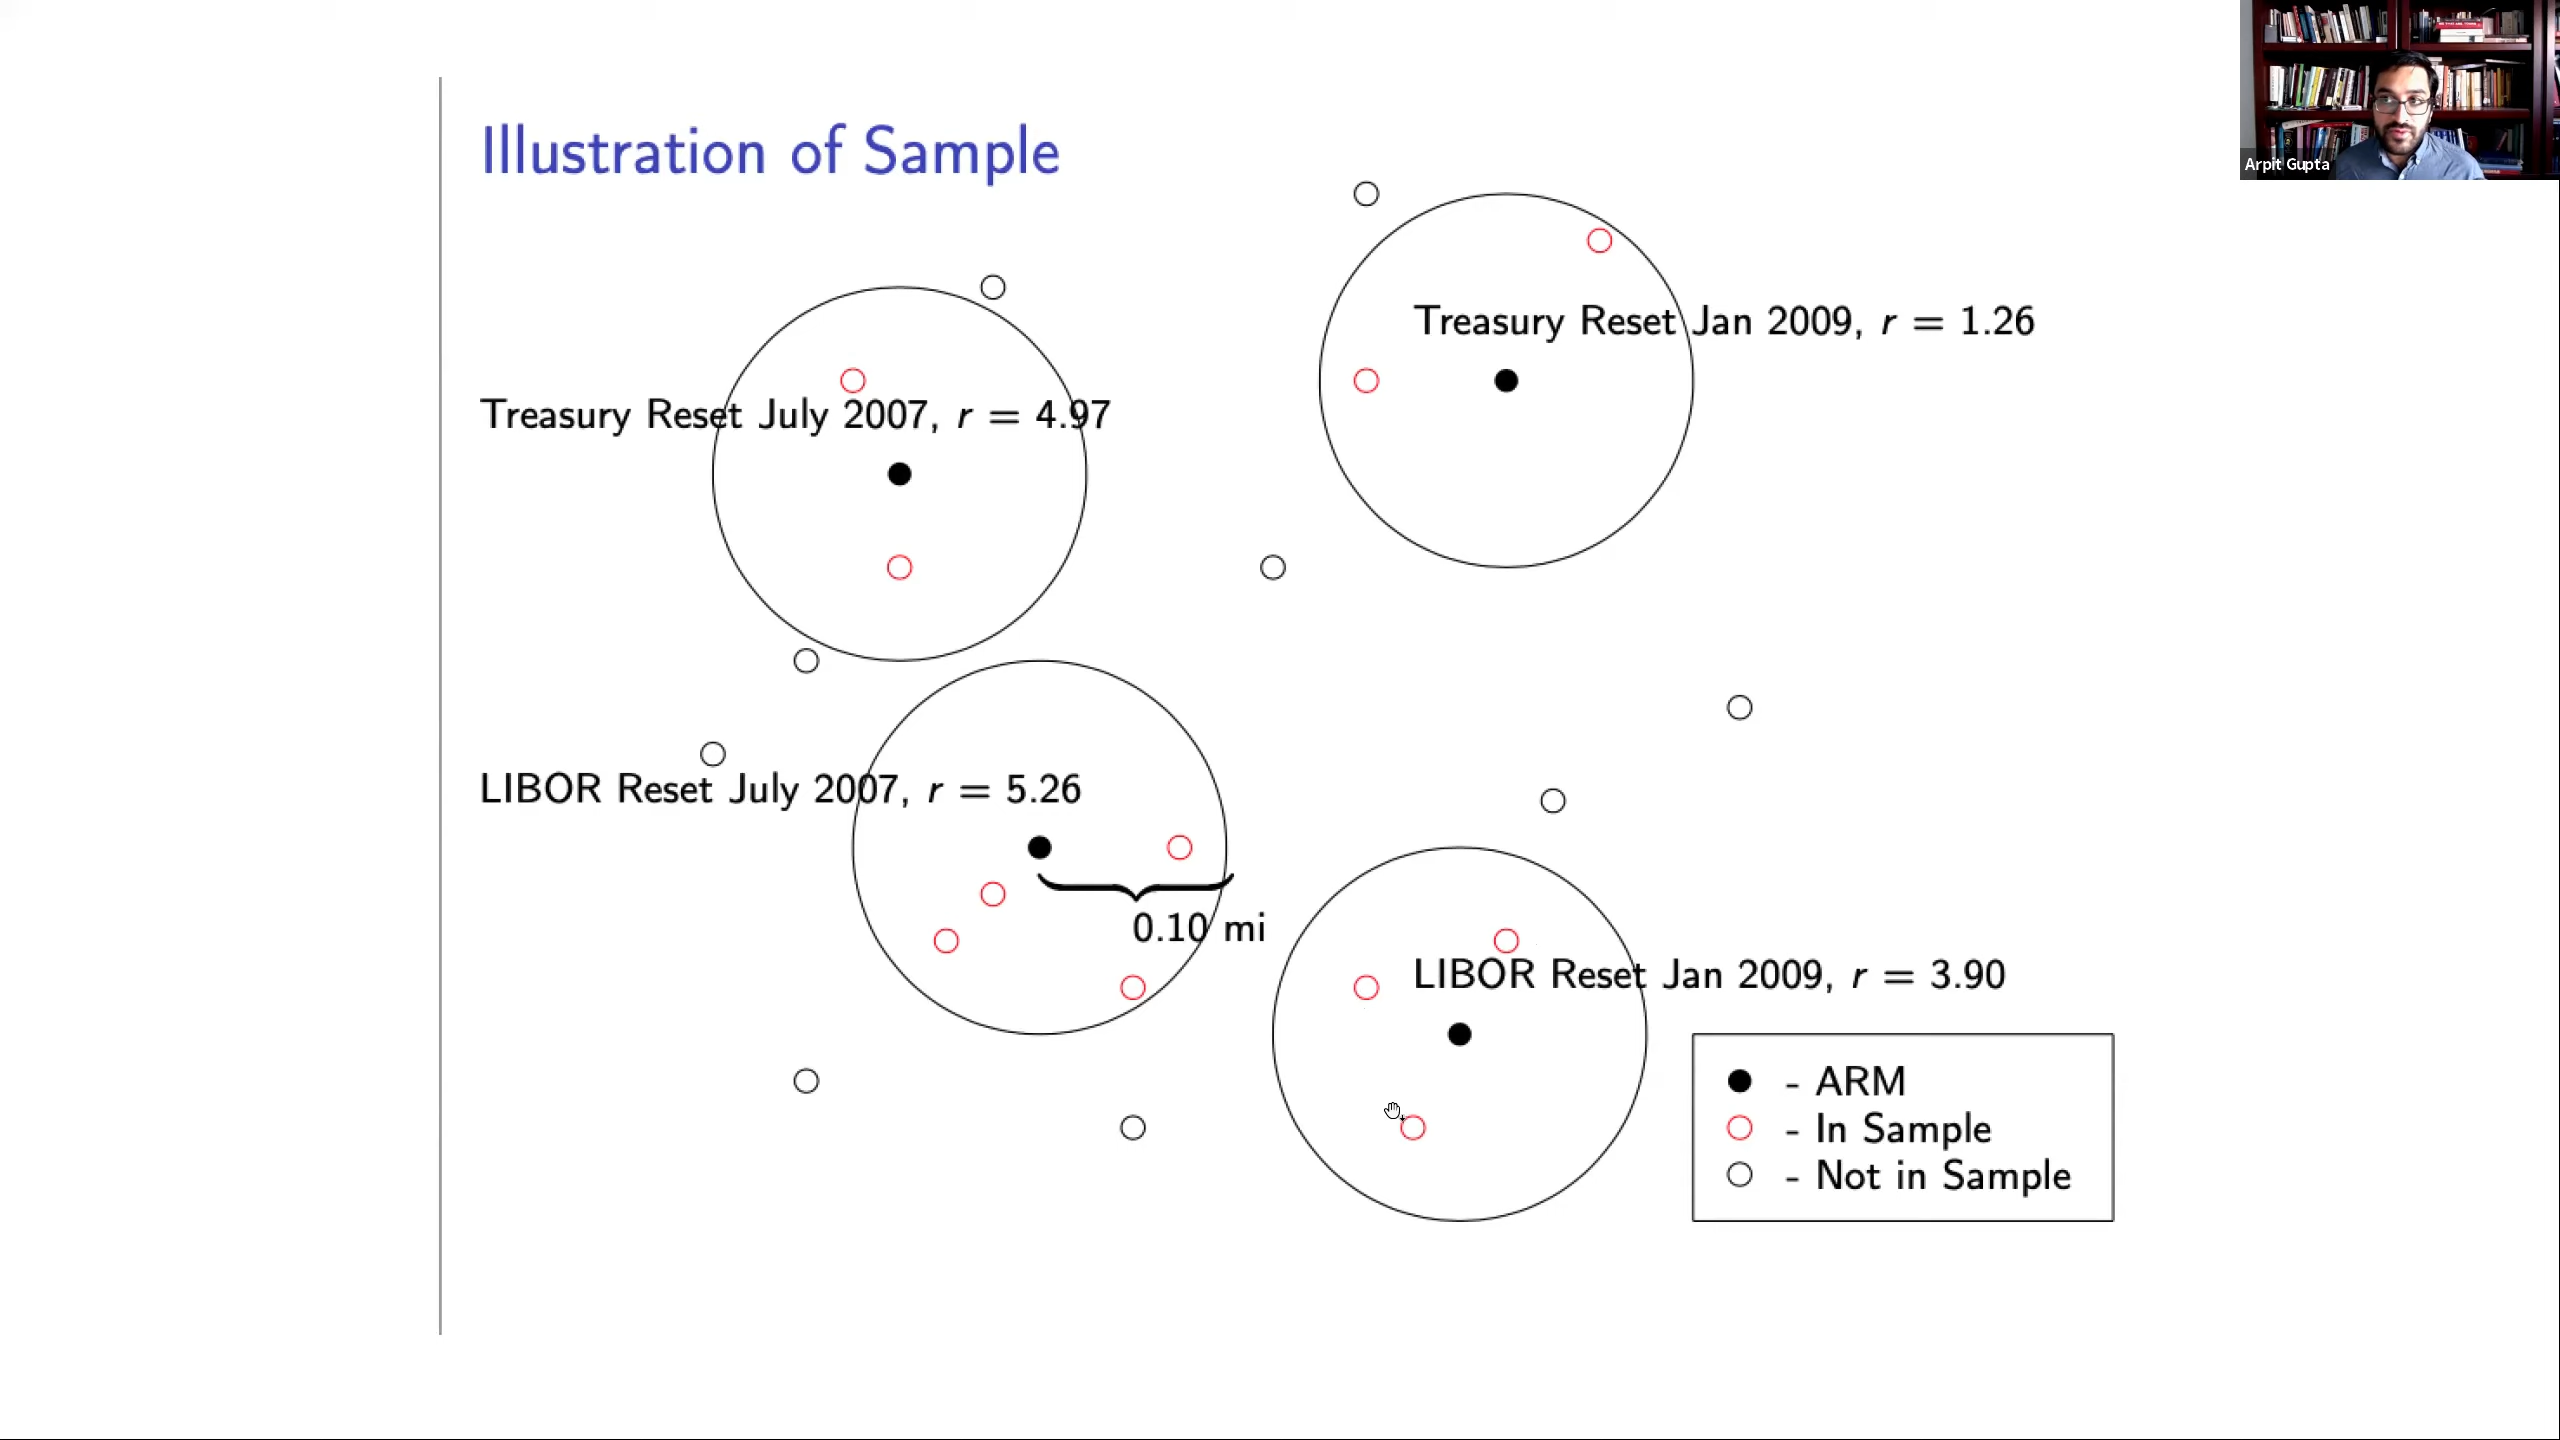 Illustration of Sample
Arpit Gupta
Treasury Reset Jan 2009, r = 1.26
Treasury Reset July 2007, r = 4.97
LIBOR Reset July 2007, r = 5.26
0.10 mi
LIBOR Reset Jan 2009, r = 3.90
- ARM
- In Sample
- Not in Sample